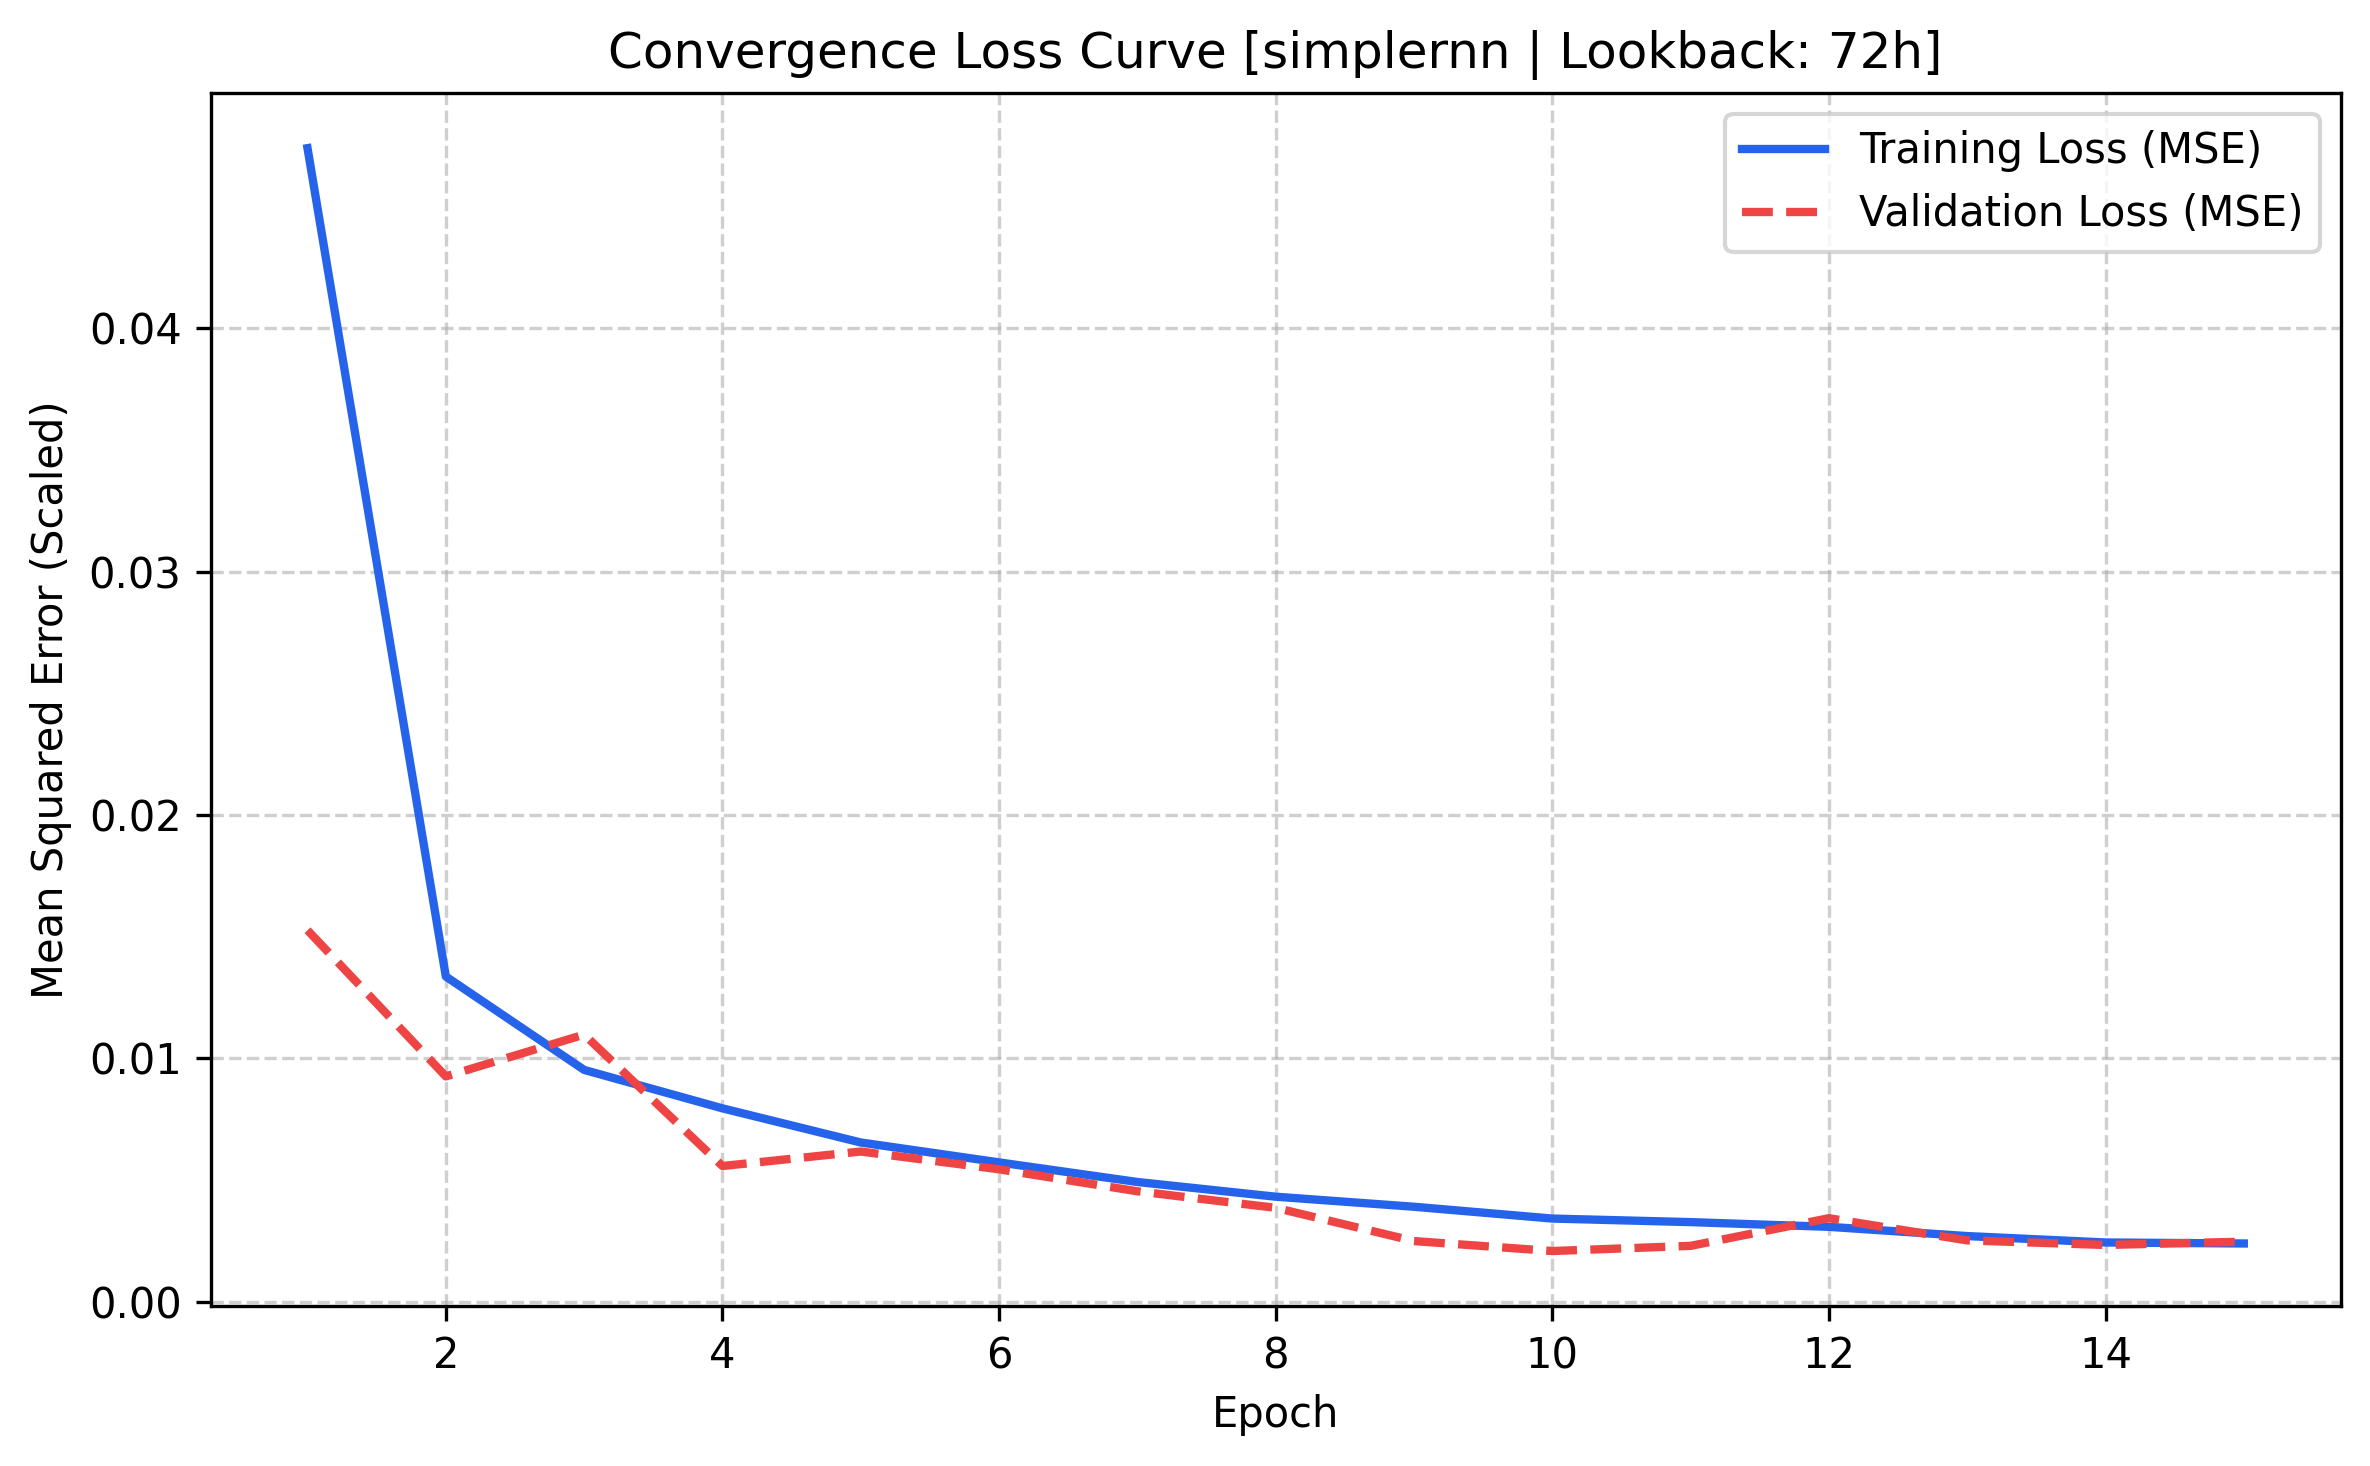 Convergence Loss Curve [simplernn | Lookback: 72h]
Training Loss (MSE)
Validation Loss (MSE)
Mean Squared Error (Scaled)
0.04
0.03
0.02
0.01
0.00
2 4 6 8 10 12 14
Epoch